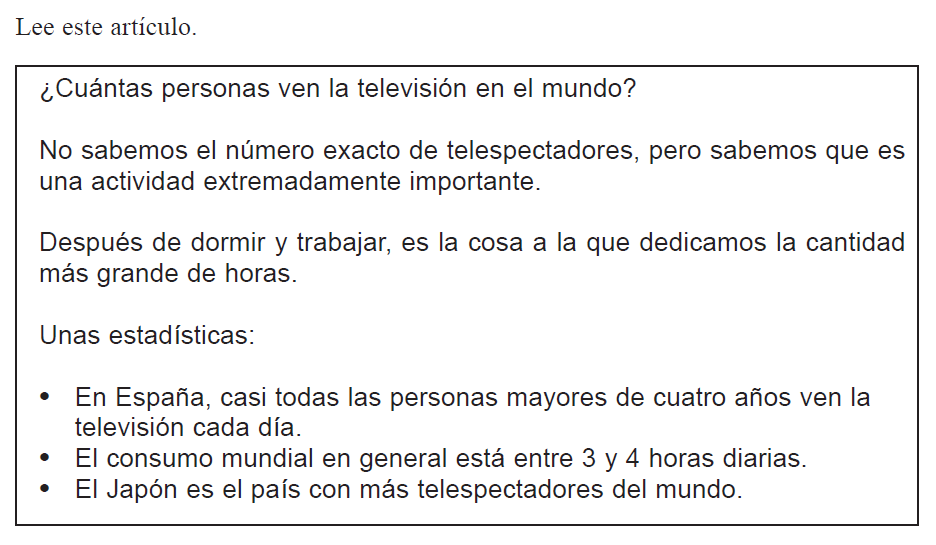 Lee este artículo.
¿Cuántas personas ven la televisión en el mundo?
No sabemos el número exacto de telespectadores, pero sabemos que es
una actividad extremadamente importante.
Después de dormir y trabajar, es la cosa a la que dedicamos la cantidad
más grande de horas.
Unas estadísticas:
• En España, casi todas las personas mayores de cuatro años ven la
televisión cada día.
• El consumo mundial en general está entre 3 y 4 horas diarias.
• El Japón es el país con más telespectadores del mundo.